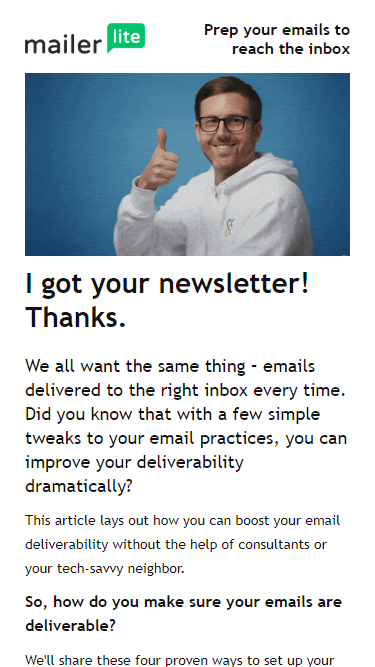 mailer lite
Prep your emails to
reach the inbox
I got your newsletter!
Thanks.
We all want the same thing - emails
delivered to the right inbox every time.
Did you know that with a few simple
tweaks to your email practices, you can
improve your deliverability
dramatically?
This article lays out how you can boost your email
deliverability without the help of consultants or
your tech-savvy neighbor.
So, how do you make sure your emails are
deliverable?
We'll share these four proven ways to set up your